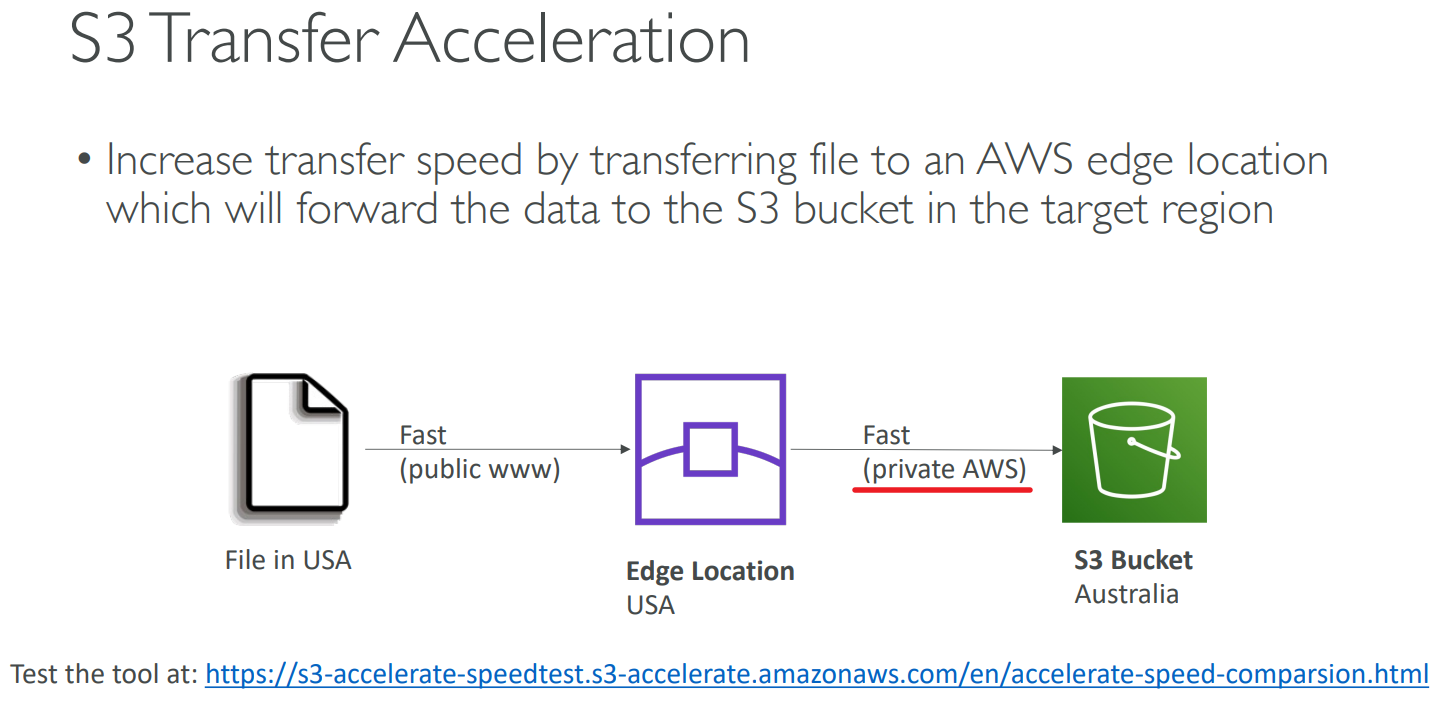 S3 Transfer Acceleration
• Increase transfer speed by transferring file to an AWS edge location
which will forward the data to the S3 bucket in the target region
Fast
(public www)
Fast
(private AWS)
File in USA
Edge Location
USA
S3 Bucket
Australia
Test the tool at: https://s3-accelerate-speedtest.s3-accelerate.amazonaws.com/en/accelerate-speed-comparsion.html